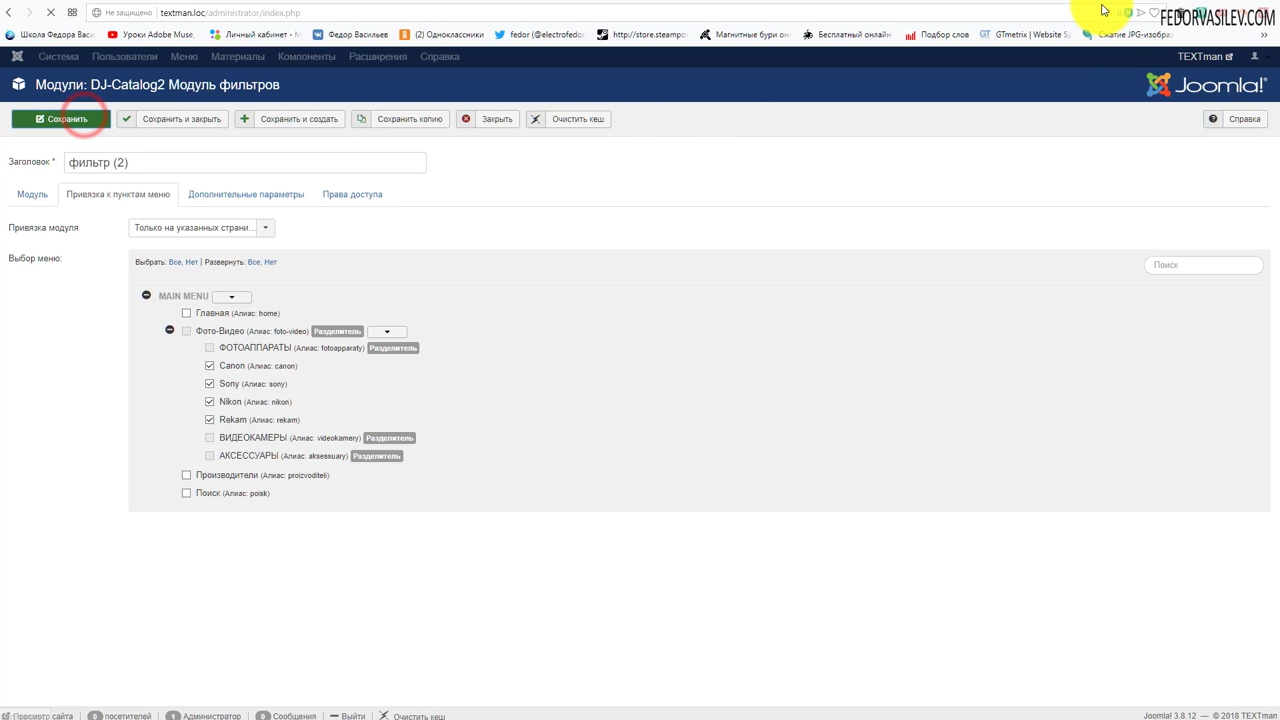 Не защищено textman.loc/administrator/index.php
FEDORVASILEV.COM
Школа Федора Васи. Уроки Adobe Muse. Личный кабинет - Федор Васильев (2) Одноклассники fedor (@electrofedo http://store.steampo Магнитные бури он Бесплатный онлайн Подбор слов GTmetrix | Website Sp Сжатие JPG-изобра
Система Пользователи Меню Материалы Компоненты Расширения Справка TEXTman
Модули: DJ-Catalog2 Модуль фильтров Joomla!
Сохранить Сохранить и закрыть Сохранить и создать Сохранить копию Закрыть Очистить кеш Справка
Заголовок * фильтр (2)
Модуль Привязка к пунктам меню Дополнительные параметры Права доступа
Привязка модуля Только на указанных страни...
Выбор меню: Выбрать: Все, Нет | Развернуть: Все, Нет Поиск
MAIN MENU
Главная (Алиас: home)
Фото-Видео (Алиас: foto-video) Разделитель
ФОТОАППАРАТЫ (Алиас: fotoapparaty) Разделитель
Canon (Алиас: canon)
Sony (Алиас: sony)
Nikon (Алиас: nikon)
Rekam (Алиас: rekam)
ВИДЕОКАМЕРЫ (Алиас: videokamery) Разделитель
АКСЕССУАРЫ (Алиас: aksessuary) Разделитель
Производители (Алиас: proizvoditeli)
Поиск (Алиас: poisk)
Просмотр сайта 0 посетителей 1 Администратор 0 Сообщения Выйти Очистить кеш Joomla! 3.8.12 — © 2018 TEXTman